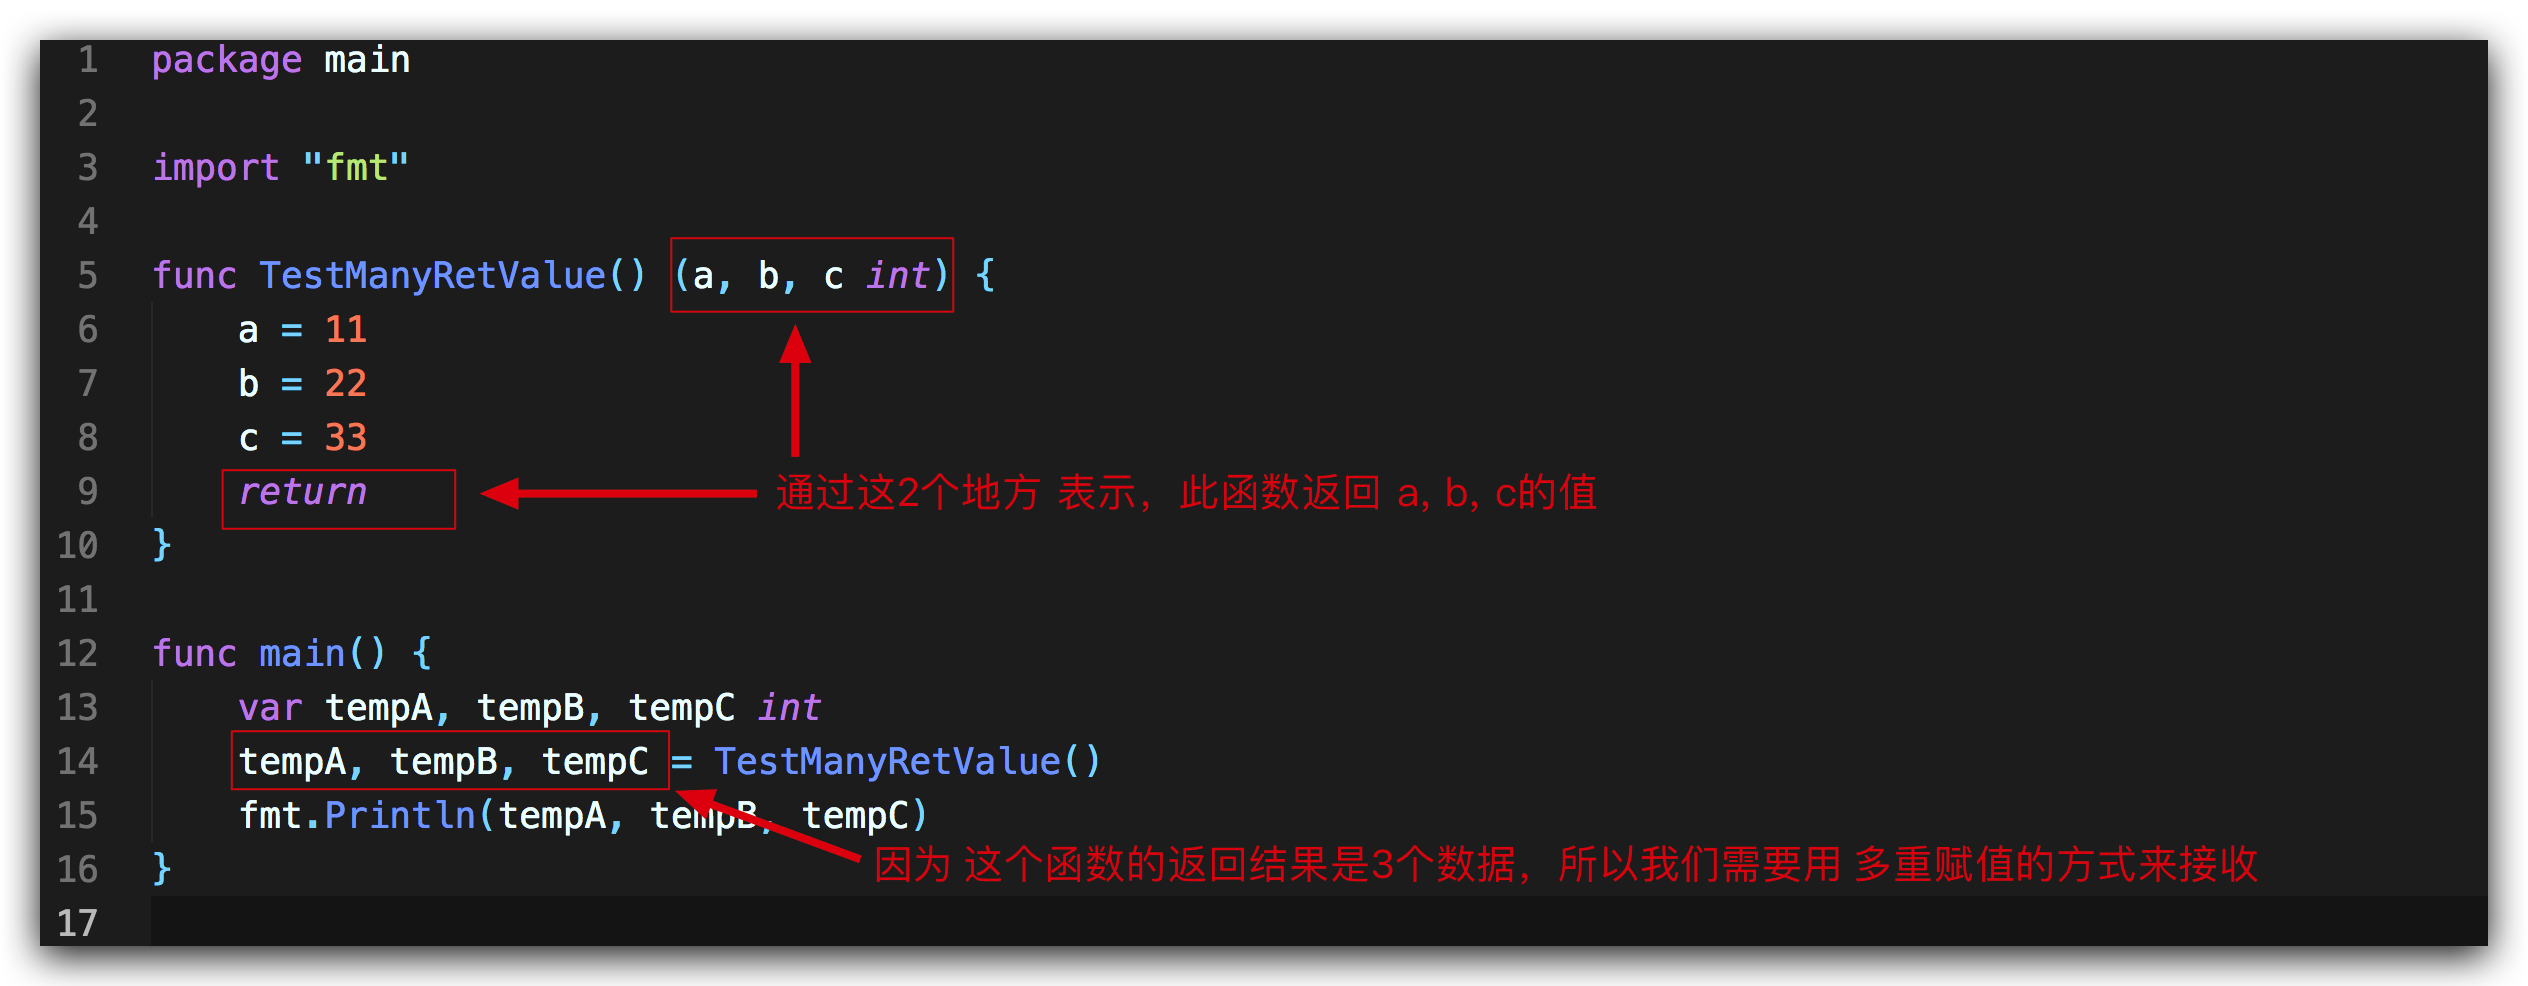 1 package main
2
3 import "fmt"
4
5 func TestManyRetValue() (a, b, c int) {
6 a = 11
7 b = 22
8 c = 33
9 return
通过这2个地方 表示，此函数返回 a, b, c的值
10 }
11
12 func main() {
13 var tempA, tempB, tempC int
14 tempA, tempB, tempC = TestManyRetValue()
15 fmt.Println(tempA, tempB, tempC)
因为 这个函数的返回结果是3个数据，所以我们需要用 多重赋值的方式来接收
16 }
17